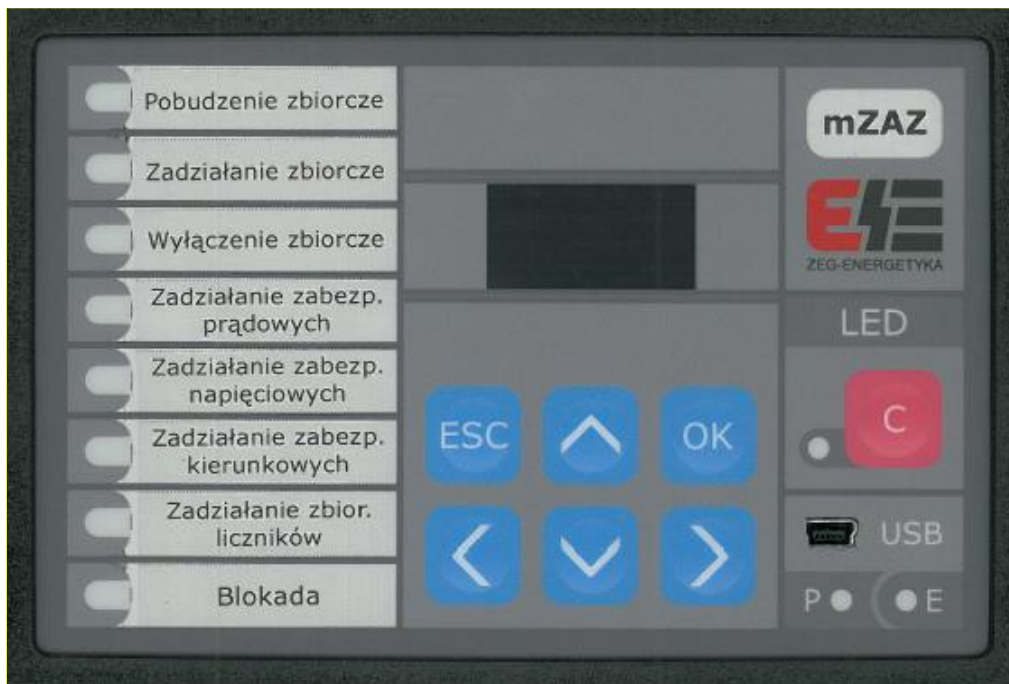 Pobudzenie zbiorcze
Zadziałanie zbiorcze
Wyłączenie zbiorcze
Zadziałanie zabezp.
prądowych
Zadziałanie zabezp.
napięciowych
Zadziałanie zabezp.
kierunkowych
Zadziałanie zbior.
liczników
Blokada
ESC
OK
mZAZ
ZEG-ENERGETYKA
LED
C
USB
P
E